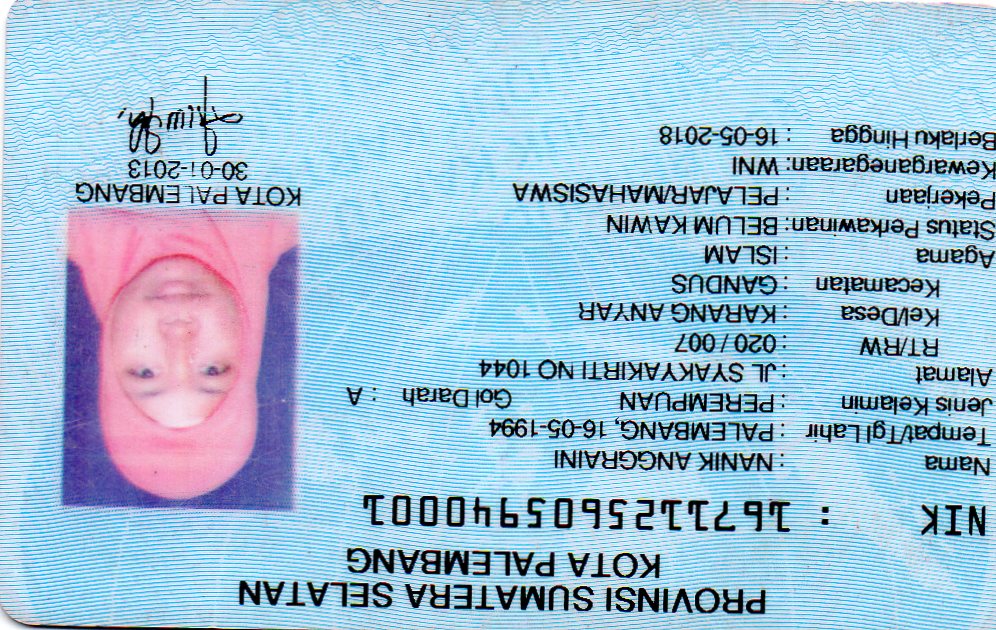 PROVINSI SUMATERA SELATAN
KOTA PALEMBANG
NIK : 1671125605940001
Nama : NANIK ANGGRAINI
Tempat/Tgl Lahir : PALEMBANG, 16-05-1994
Jenis Kelamin : PEREMPUAN Gol Darah : A
Alamat : JL SYAKYAKIRTI NO 1044
RT/RW : 020 / 007
Kel/Desa : KARANG ANYAR
Kecamatan : GANDUS
Agama : ISLAM
Status Perkawinan: BELUM KAWIN
Pekerjaan : PELAJAR/MAHASISWA
Kewarganegaraan: WNI
Berlaku Hingga : 16-05-2018
KOTA PALEMBANG
30-01-2013